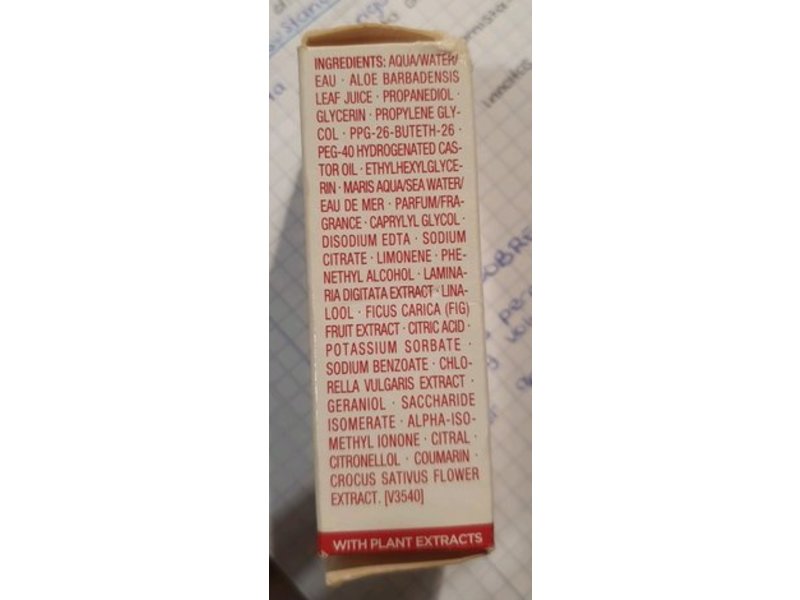 INGREDIENTS: AQUA/WATER/
EAU · ALOE BARBADENSIS
LEAF JUICE · PROPANEDIOL ·
GLYCERIN · PROPYLENE GLY-
COL · PPG-26-BUTETH-26 ·
PEG-40 HYDROGENATED CAS-
TOR OIL · ETHYLHEXYLGLYCE-
RIN · MARIS AQUA/SEA WATER/
EAU DE MER · PARFUM/FRA-
GRANCE · CAPRYLYL GLYCOL ·
DISODIUM EDTA · SODIUM
CITRATE · LIMONENE · PHE-
NETHYL ALCOHOL · LAMINA-
RIA DIGITATA EXTRACT · LINA-
LOOL · FICUS CARICA (FIG)
FRUIT EXTRACT · CITRIC ACID ·
POTASSIUM SORBATE ·
SODIUM BENZOATE · CHLO-
RELLA VULGARIS EXTRACT ·
GERANIOL · SACCHARIDE
ISOMERATE · ALPHA-ISO-
METHYL IONONE · CITRAL ·
CITRONELLOL · COUMARIN ·
CROCUS SATIVUS FLOWER
EXTRACT. [V3540]
WITH PLANT EXTRACTS